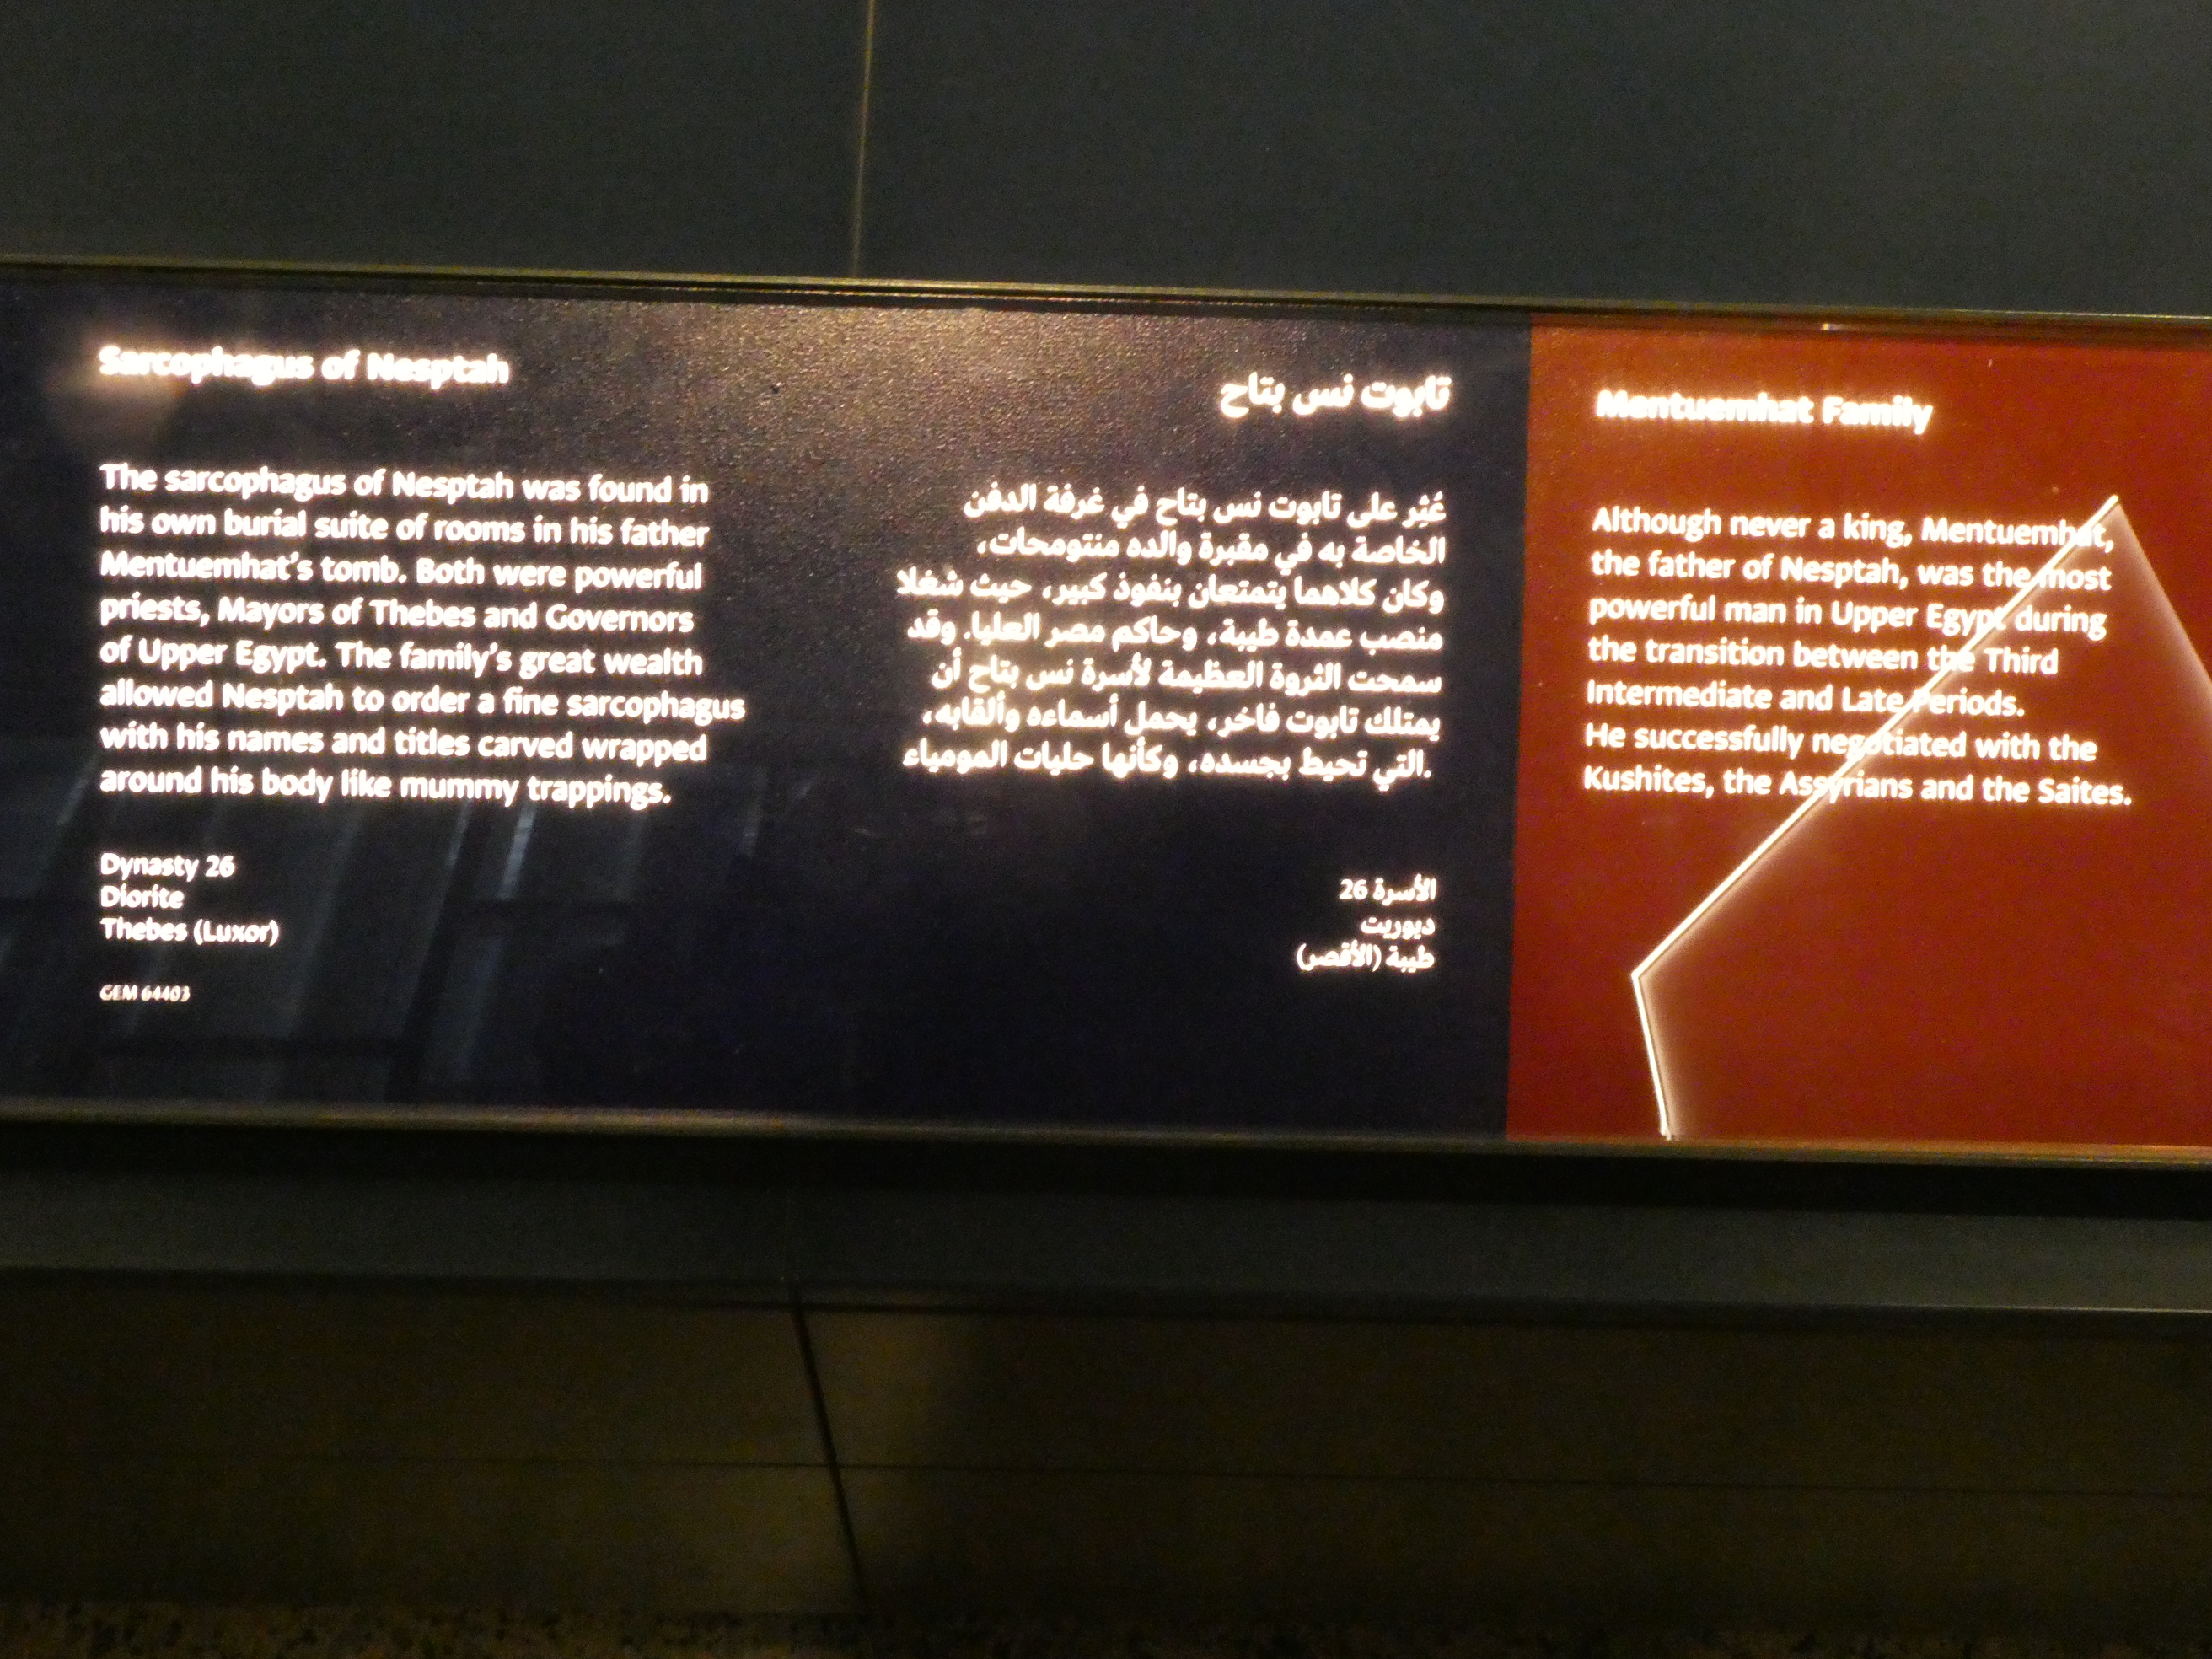 Sarcophagus of Nesptah
The sarcophagus of Nesptah was found in
his own burial suite of rooms in his father
Mentuemhat's tomb. Both were powerful
priests, Mayors of Thebes and Governors
of Upper Egypt. The family's great wealth
allowed Nesptah to order a fine sarcophagus
with his names and titles carved wrapped
around his body like mummy trappings.
Dynasty 26
Diorite
Thebes (Luxor)
GEM 64403
تابوت نس بتاح
عُثِر على تابوت نس بتاح في غرفة الدفن
الخاصة به في مقبرة والده منتومحات،
وكان كلاهما يتمتعان بنفوذ كبير، حيث شغلا
منصب عمدة طيبة، وحاكم مصر العليا. وقد
سمحت الثروة العظيمة لأسرة نس بتاح أن
يمتلك تابوت فاخر، يحمل أسماءه وألقابه،
التي تحيط بجسده، وكأنها حليات المومياء.
الأسرة 26
ديوريت
طيبة (الأقصر)
Mentuemhat Family
Although never a king, Mentuemhat,
the father of Nesptah, was the most
powerful man in Upper Egypt during
the transition between the Third
Intermediate and Late Periods.
He successfully negotiated with the
Kushites, the Assyrians and the Saites.